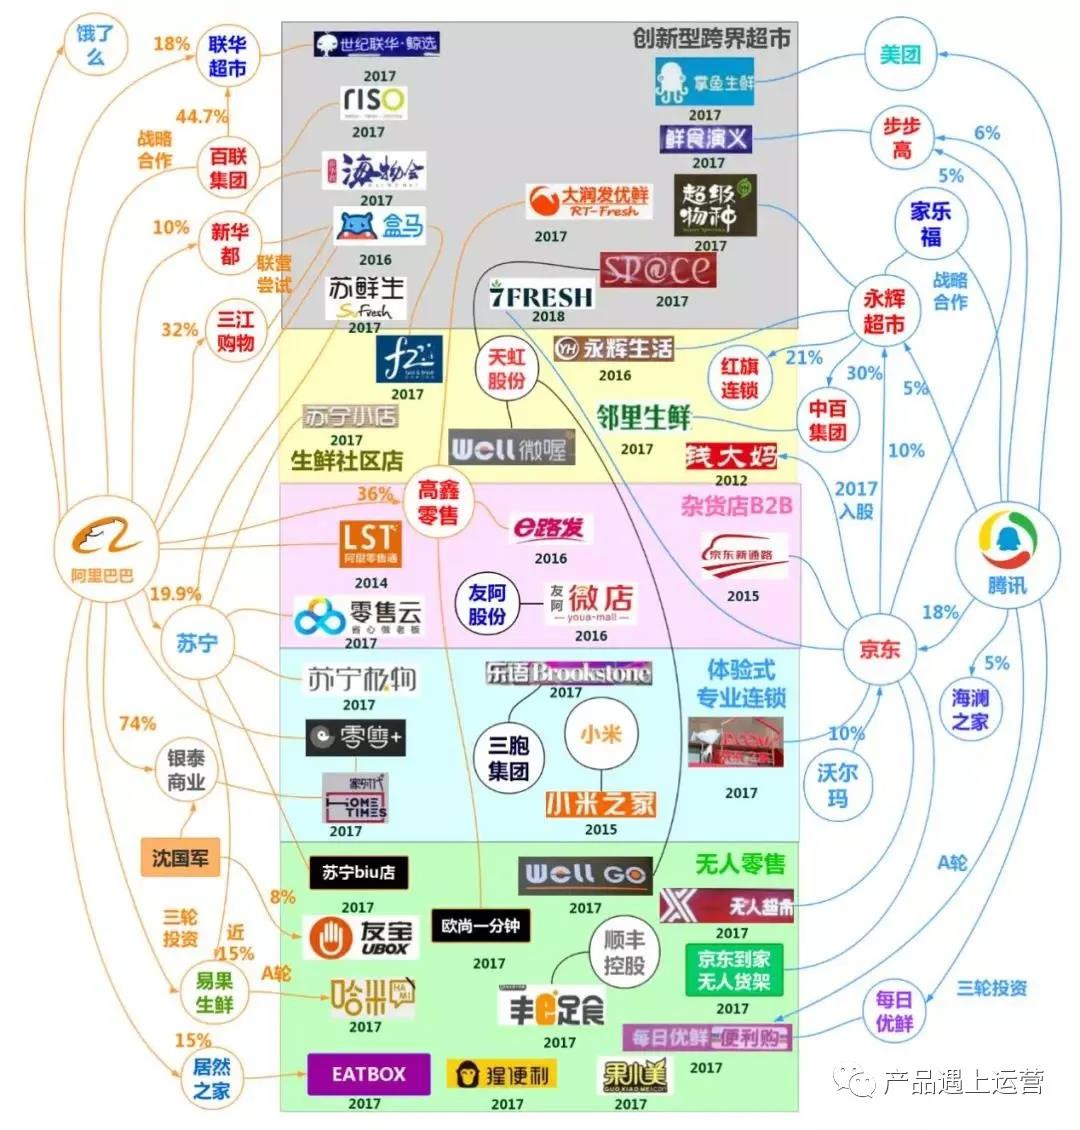 饿了
么
18%
联华
超市
世纪联华·鲸选
2017
创新型跨界超市
美团
掌鱼生鲜
2017
RISO
2017
44.7%
战略
合作
百联
集团
鲜食演义
2017
步步
高
6%
5%
海物会
2017
大润发优鲜
RT-Fresh
2017
超级
物种
2017
家乐
福
10%
新华
都
联营
尝试
盒马
2016
SP@CE
2017
战略
合作
苏鲜生
SuFresh
2017
7FRESH
2018
永辉
超市
32%
三江
购物
f2
2017
天虹
股份
YH 永辉生活
2016
红旗
连锁
21%
30%
5%
苏宁小店
2017
生鲜社区店
Well 微喔
邻里生鲜
2017
中百
集团
钱大妈
2012
10%
36%
高鑫
零售
杂货店B2B
2017
入股
阿里巴巴
LST
阿里零售通
2014
e路发
2016
京东新通路
2015
腾讯
19.9%
苏宁
零售云
省心做老板
2017
友阿
股份
友阿
微店
youa-mall
2016
18%
京东
苏宁极物
2017
乐语Brookstone
2017
体验式
专业连锁
5%
海澜
之家
74%
零售+
三胞
集团
小米
2017
10%
银泰
商业
家时代
HOME
TIMES
2017
小米之家
2015
沃尔
玛
沈国军
苏宁biu店
2017
Well GO
2017
无人零售
A轮
8%
三轮
投资
友宝
UBOX
欧尚一分钟
2017
无人超市
2017
近
15%
顺丰
控股
京东到家
无人货架
2017
易果
生鲜
A轮
哈米
HAMI
2017
丰e足食
2017
三轮投资
每日
优鲜
每日优鲜 便利购
2017
15%
居然
之家
EATBOX
2017
猩便利
2017
果小美
GUOXIAOMEI.com
2017
产品遇上运营